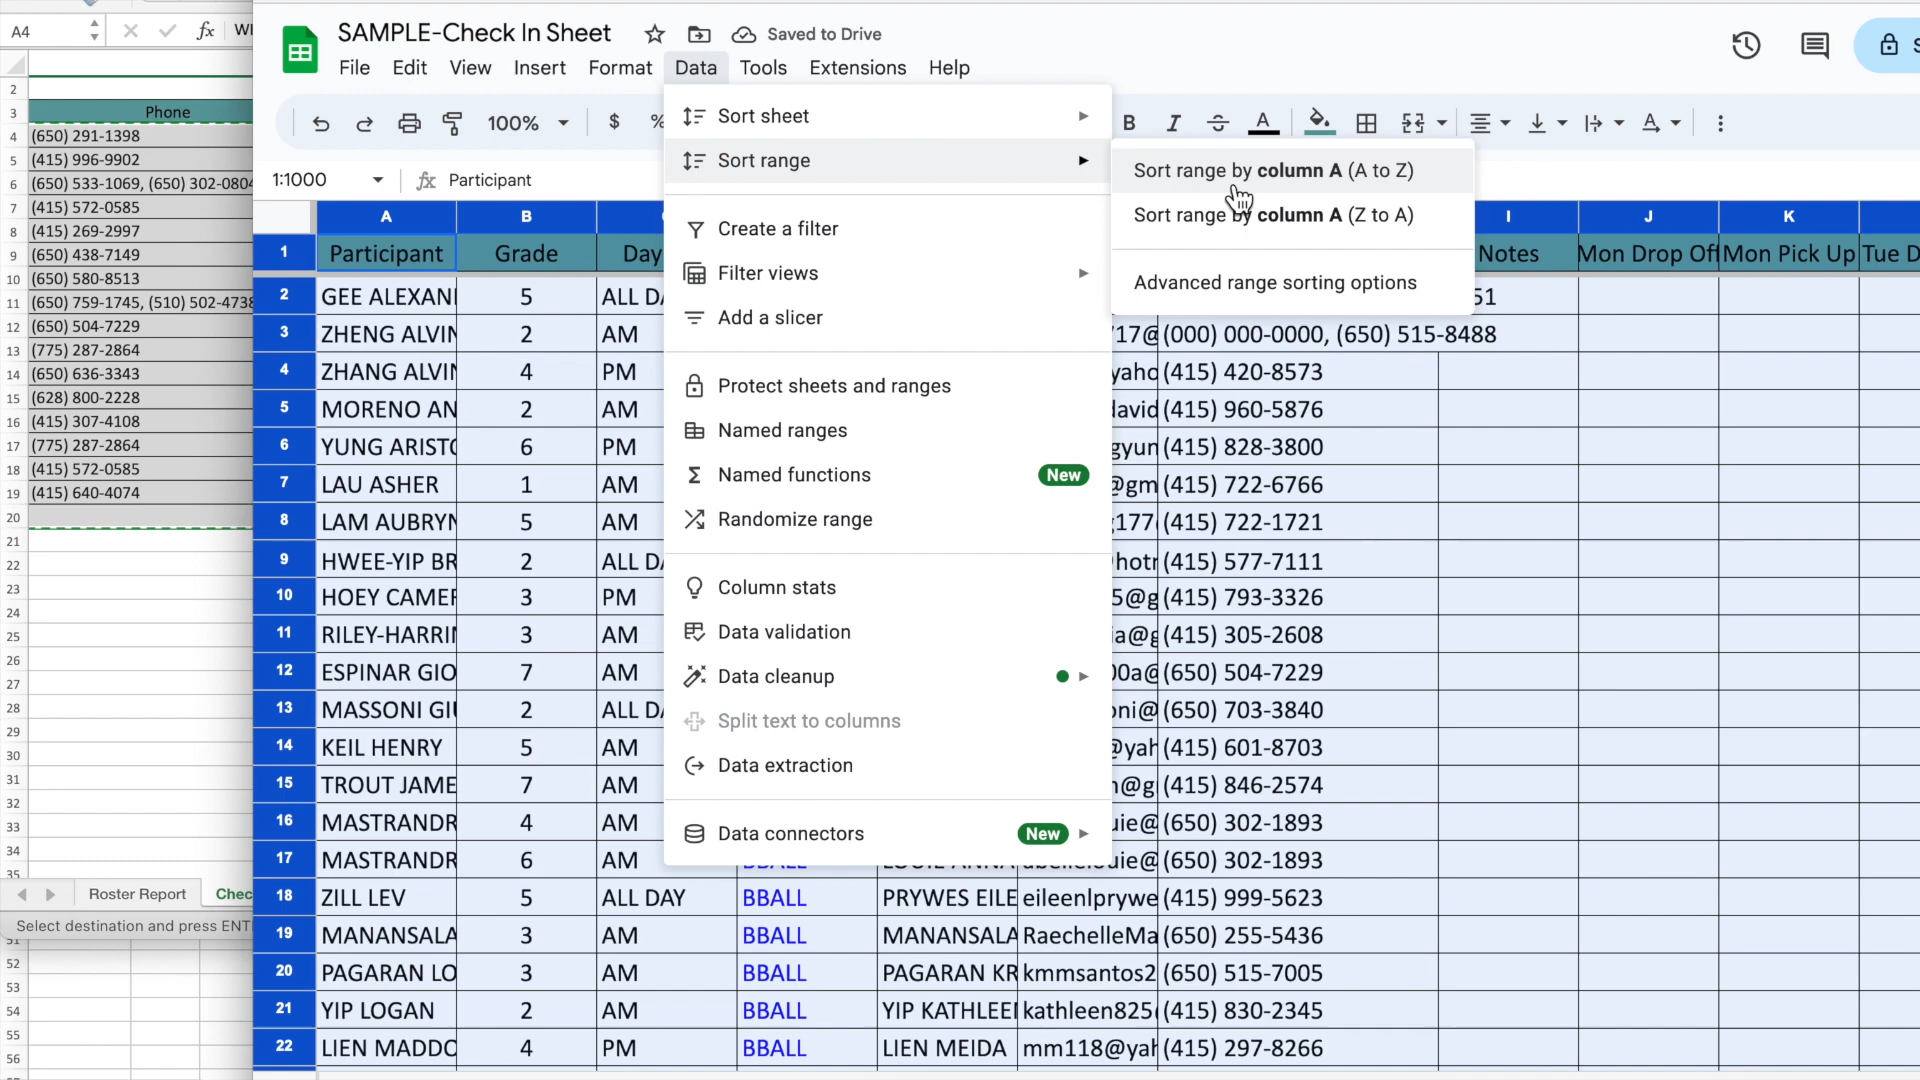 A4
fx
SAMPLE-Check In Sheet
Saved to Drive
File Edit View Insert Format Data Tools Extensions Help
100%
$ %
B I S A
1:1000
fx Participant
Sort sheet
Sort range
Create a filter
Filter views
Add a slicer
Protect sheets and ranges
Named ranges
Named functions New
Randomize range
Column stats
Data validation
Data cleanup
Split text to columns
Data extraction
Data connectors New
Sort range by column A (A to Z)
Sort range by column A (Z to A)
Advanced range sorting options
2
3 Phone
4 (650) 291-1398
5 (415) 996-9902
6 (650) 533-1069, (650) 302-0804
7 (415) 572-0585
8 (415) 269-2997
9 (650) 438-7149
10 (650) 580-8513
11 (650) 759-1745, (510) 502-4738
12 (650) 504-7229
13 (775) 287-2864
14 (650) 636-3343
15 (628) 800-2228
16 (415) 307-4108
17 (775) 287-2864
18 (415) 572-0585
19 (415) 640-4074
20
21
22
23
24
25
26
27
28
29
30
31
32
33
34
35
Roster Report Chec
Select destination and press ENT
51
52
53
54
55
56
A B I J K
1 Participant Grade Day Notes Mon Drop Off Mon Pick Up Tue D
2 GEE ALEXAN 5 ALL DA 51
3 ZHENG ALVIN 2 AM 17@ (000) 000-0000, (650) 515-8488
4 ZHANG ALVIN 4 PM yaho (415) 420-8573
5 MORENO AN 2 AM david (415) 960-5876
6 YUNG ARISTO 6 PM gyun (415) 828-3800
7 LAU ASHER 1 AM @gm (415) 722-6766
8 LAM AUBRYN 5 AM 177 (415) 722-1721
9 HWEE-YIP BR 2 ALL DA hotr (415) 577-7111
10 HOEY CAMER 3 PM 5@g (415) 793-3326
11 RILEY-HARRI 3 AM ia@g (415) 305-2608
12 ESPINAR GIO 7 AM 00a@ (650) 504-7229
13 MASSONI GIU 2 ALL DA oni@ (650) 703-3840
14 KEIL HENRY 5 AM @yah (415) 601-8703
15 TROUT JAME 7 AM n@g (415) 846-2574
16 MASTRANDR 4 AM uie@ (650) 302-1893
17 MASTRANDR 6 AM BBALL LOUIE ANNA abellelouie@ (650) 302-1893
18 ZILL LEV 5 ALL DAY BBALL PRYWES EILE eileenlprywe (415) 999-5623
19 MANANSALA 3 AM BBALL MANANSALA RaechelleMa (650) 255-5436
20 PAGARAN LO 3 AM BBALL PAGARAN KR kmmsantos2 (650) 515-7005
21 YIP LOGAN 2 AM BBALL YIP KATHLEE kathleen825 (415) 830-2345
22 LIEN MADDO 4 PM BBALL LIEN MEIDA mm118@yah (415) 297-8266